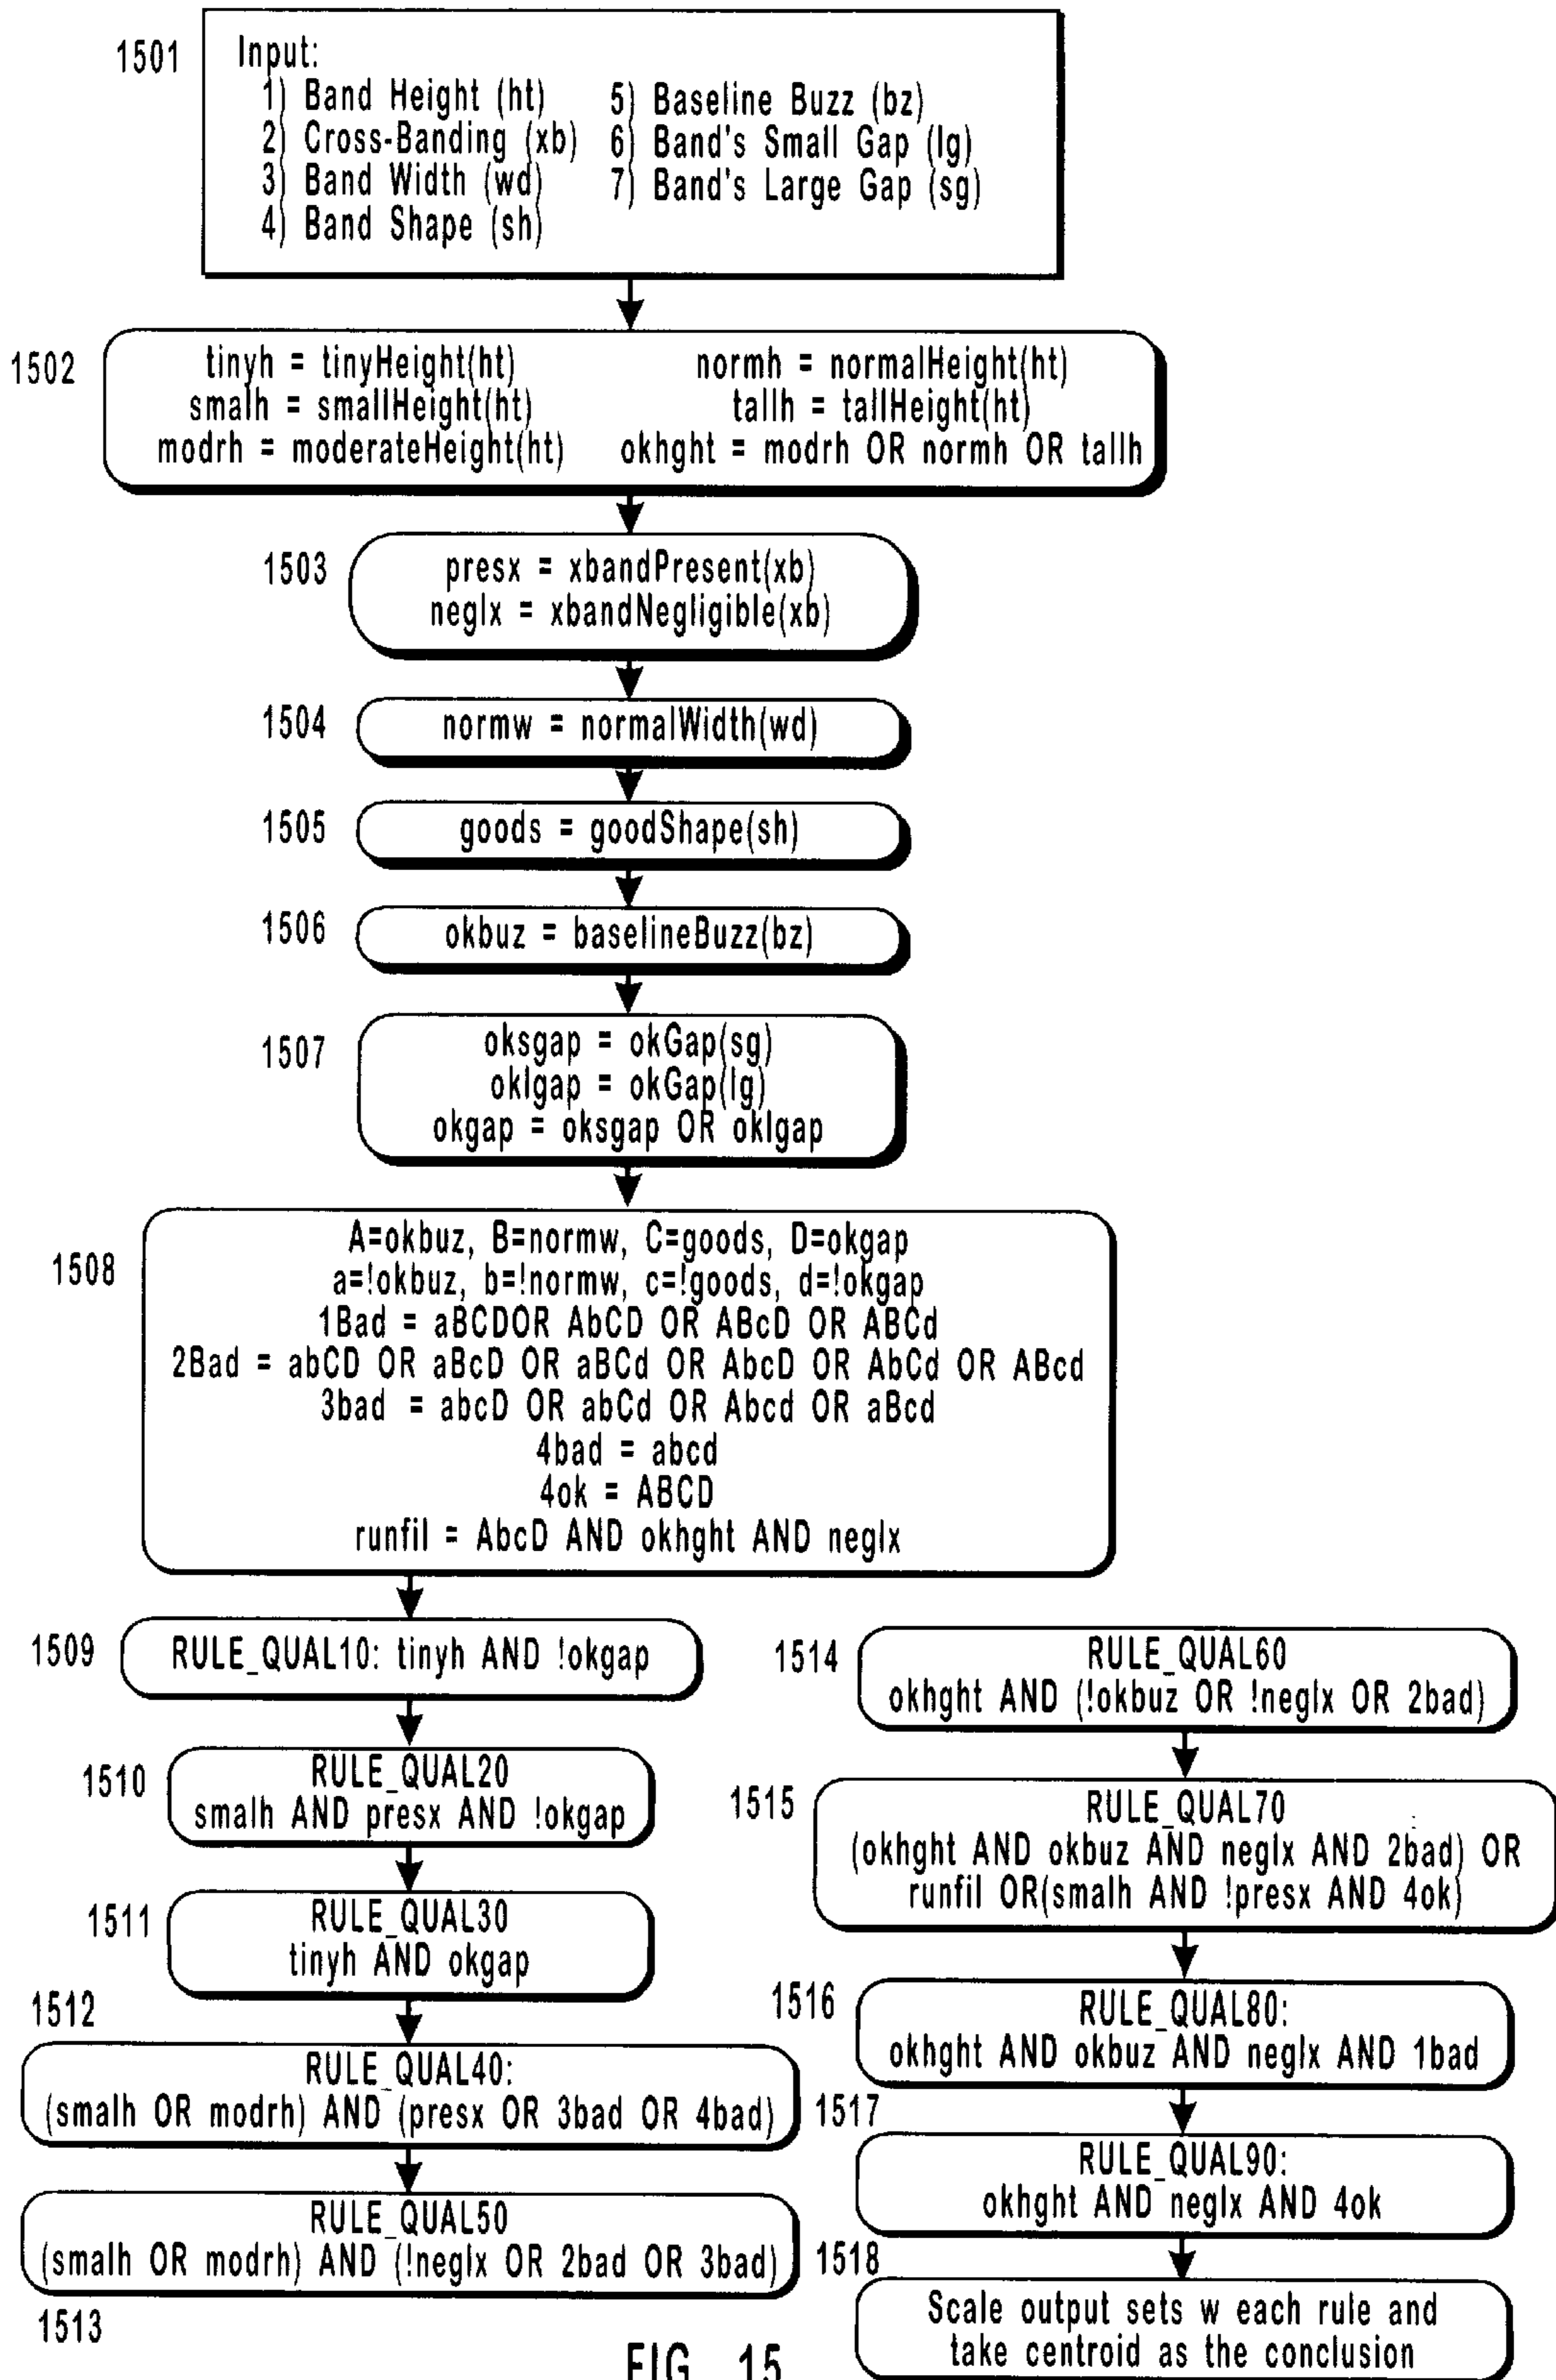 1501
Input:
1) Band Height (ht)
2) Cross-Banding (xb)
3) Band Width (wd)
4) Band Shape (sh)
5) Baseline Buzz (bz)
6) Band's Small Gap (lg)
7) Band's Large Gap (sg)
1502
tinyh = tinyHeight(ht)
smalh = smallHeight(ht)
modrh = moderateHeight(ht)
normh = normalHeight(ht)
tallh = tallHeight(ht)
okhght = modrh OR normh OR tallh
1503
presx = xbandPresent(xb)
neglx = xbandNegligible(xb)
1504
normw = normalWidth(wd)
1505
goods = goodShape(sh)
1506
okbuz = baselineBuzz(bz)
1507
oksgap = okGap(sg)
oklgap = okGap(lg)
okgap = oksgap OR oklgap
1508
A=okbuz, B=normw, C=goods, D=okgap
a=!okbuz, b=!normw, c=!goods, d=!okgap
1Bad = aBCDOR AbCD OR ABcD OR ABCd
2Bad = abCD OR aBcD OR aBCd OR AbcD OR AbCd OR ABcd
3bad = abcD OR abCd OR Abcd OR aBcd
4bad = abcd
4ok = ABCD
runfil = AbcD AND okhght AND neglx
1509
RULE_QUAL10: tinyh AND !okgap
1510
RULE_QUAL20
smalh AND presx AND !okgap
1511
RULE_QUAL30
tinyh AND okgap
1512
RULE_QUAL40:
(smalh OR modrh) AND (presx OR 3bad OR 4bad)
RULE_QUAL50
(smalh OR modrh) AND (!neglx OR 2bad OR 3bad)
1513
1514
RULE_QUAL60
okhght AND (!okbuz OR !neglx OR 2bad)
1515
RULE_QUAL70
(okhght AND okbuz AND neglx AND 2bad) OR
runfil OR(smalh AND !presx AND 4ok)
1516
RULE_QUAL80:
okhght AND okbuz AND neglx AND 1bad
1517
RULE_QUAL90:
okhght AND neglx AND 4ok
1518
Scale output sets w each rule and
take centroid as the conclusion
FIG. 15